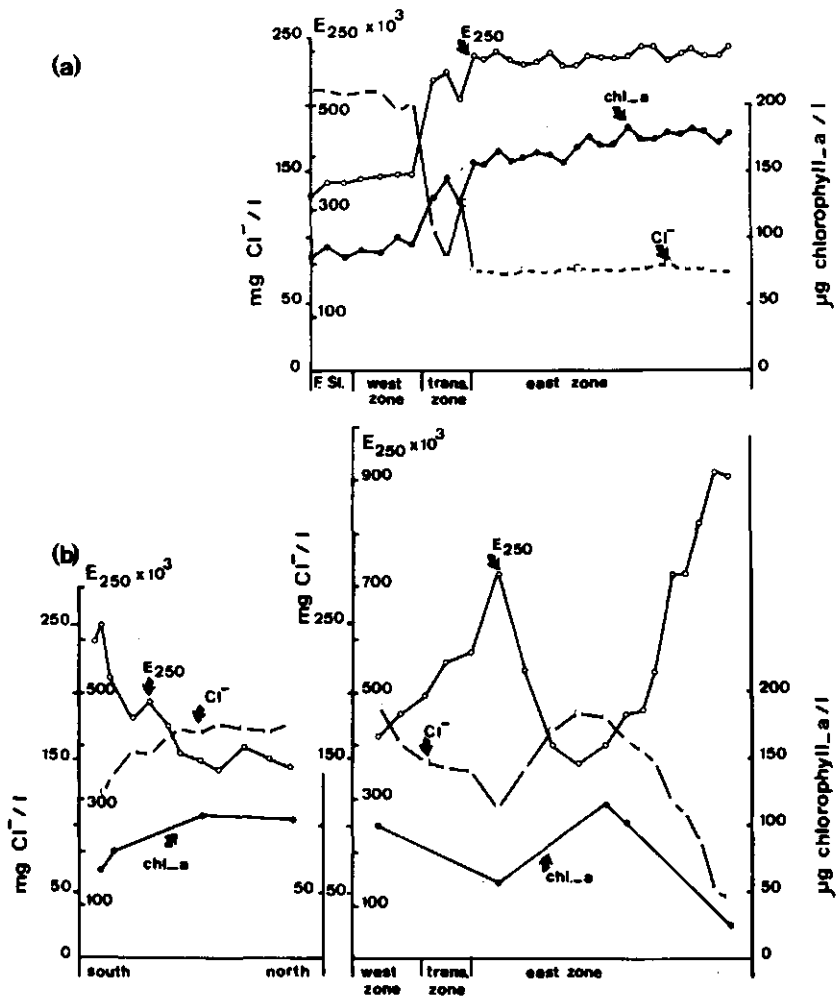 (a)
E250 x10³
250
500
150
300
50
100
0
mg Cl⁻/l
E250
chl_a
Cl⁻
200
150
100
50
0
µg chlorophyll_a/l
F. Sl.
west zone
trans. zone
east zone
(b)
E250 x10³
250
500
150
300
50
100
0
mg Cl⁻/l
E250
Cl⁻
chl_a
south
north
E250 x10³
900
700
250
500
150
300
50
100
0
mg Cl⁻/l
E250
Cl⁻
chl._a
200
150
100
50
0
µg chlorophyll_a/l
west zone
trans. zone
east zone